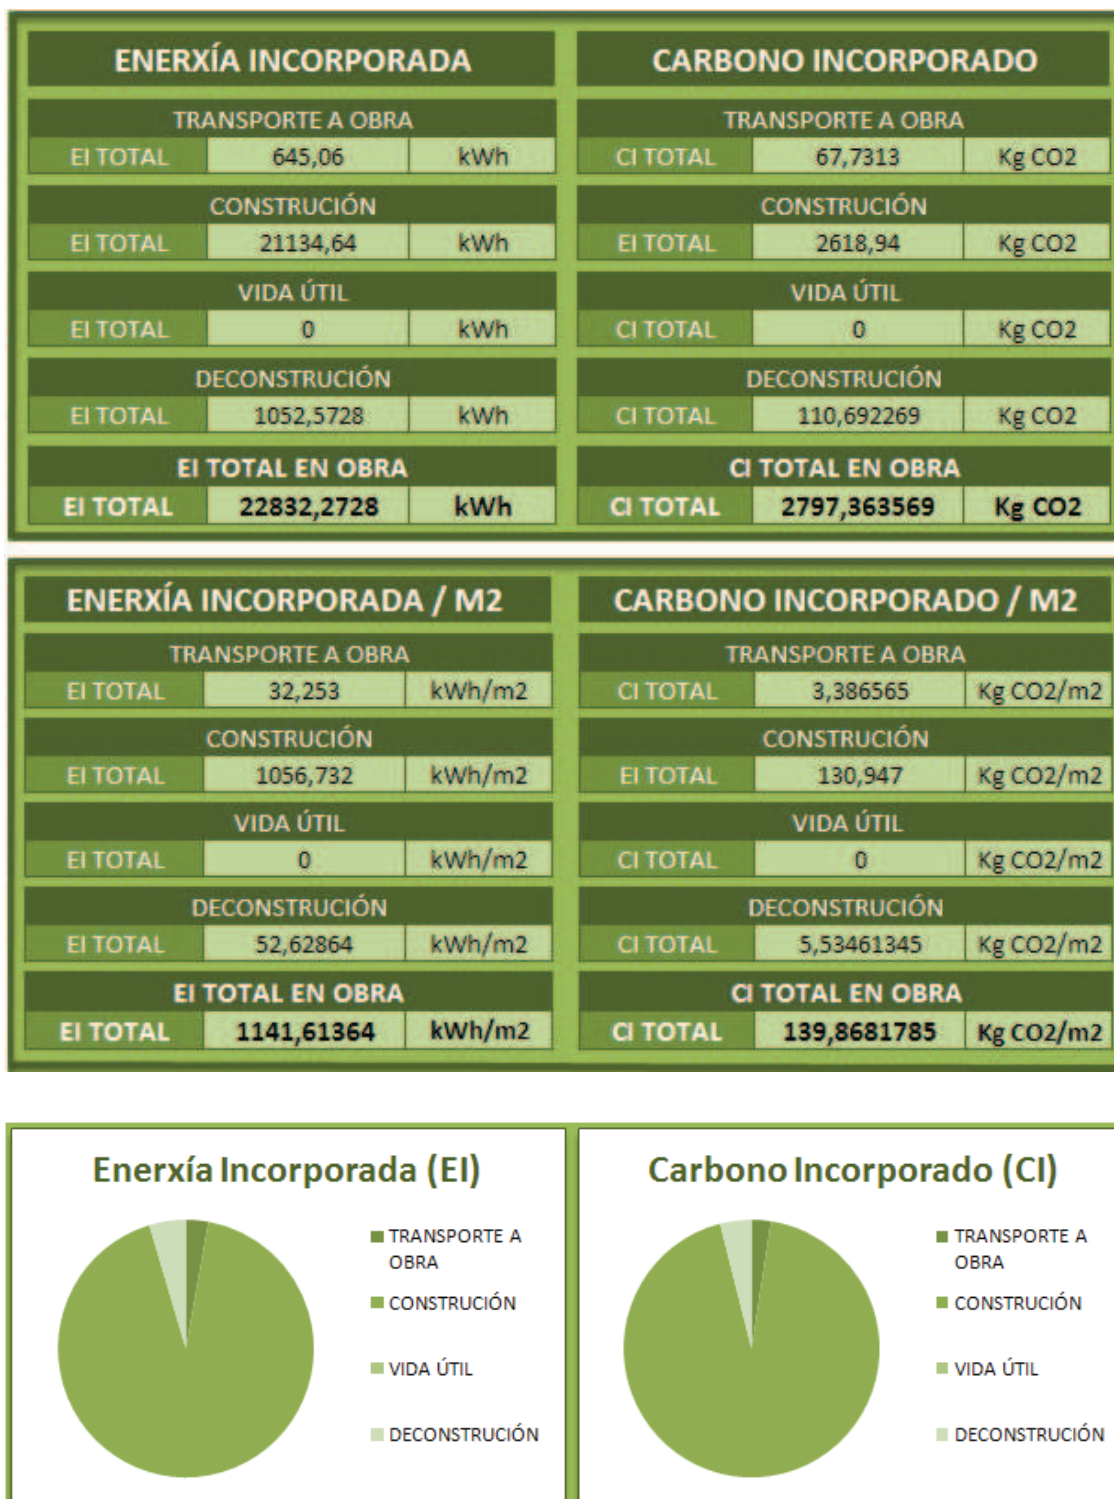 ENERXÍA INCORPORADA
TRANSPORTE A OBRA
EI TOTAL 645,06 kWh
CONSTRUCIÓN
EI TOTAL 21134,64 kWh
VIDA ÚTIL
EI TOTAL 0 kWh
DECONSTRUCIÓN
EI TOTAL 1052,5728 kWh
EI TOTAL EN OBRA
EI TOTAL 22832,2728 kWh
CARBONO INCORPORADO
TRANSPORTE A OBRA
CI TOTAL 67,7313 Kg CO2
CONSTRUCIÓN
EI TOTAL 2618,94 Kg CO2
VIDA ÚTIL
CI TOTAL 0 Kg CO2
DECONSTRUCIÓN
CI TOTAL 110,692269 Kg CO2
CI TOTAL EN OBRA
CI TOTAL 2797,363569 Kg CO2
ENERXÍA INCORPORADA / M2
TRANSPORTE A OBRA
EI TOTAL 32,253 kWh/m2
CONSTRUCIÓN
EI TOTAL 1056,732 kWh/m2
VIDA ÚTIL
EI TOTAL 0 kWh/m2
DECONSTRUCIÓN
EI TOTAL 52,62864 kWh/m2
EI TOTAL EN OBRA
EI TOTAL 1141,61364 kWh/m2
CARBONO INCORPORADO / M2
TRANSPORTE A OBRA
CI TOTAL 3,386565 Kg CO2/m2
CONSTRUCIÓN
EI TOTAL 130,947 Kg CO2/m2
VIDA ÚTIL
CI TOTAL 0 Kg CO2/m2
DECONSTRUCIÓN
CI TOTAL 5,53461345 Kg CO2/m2
CI TOTAL EN OBRA
CI TOTAL 139,8681785 Kg CO2/m2
Enerxía Incorporada (EI)
TRANSPORTE A
OBRA
CONSTRUCIÓN
VIDA ÚTIL
DECONSTRUCIÓN
Carbono Incorporado (CI)
TRANSPORTE A
OBRA
CONSTRUCIÓN
VIDA ÚTIL
DECONSTRUCIÓN